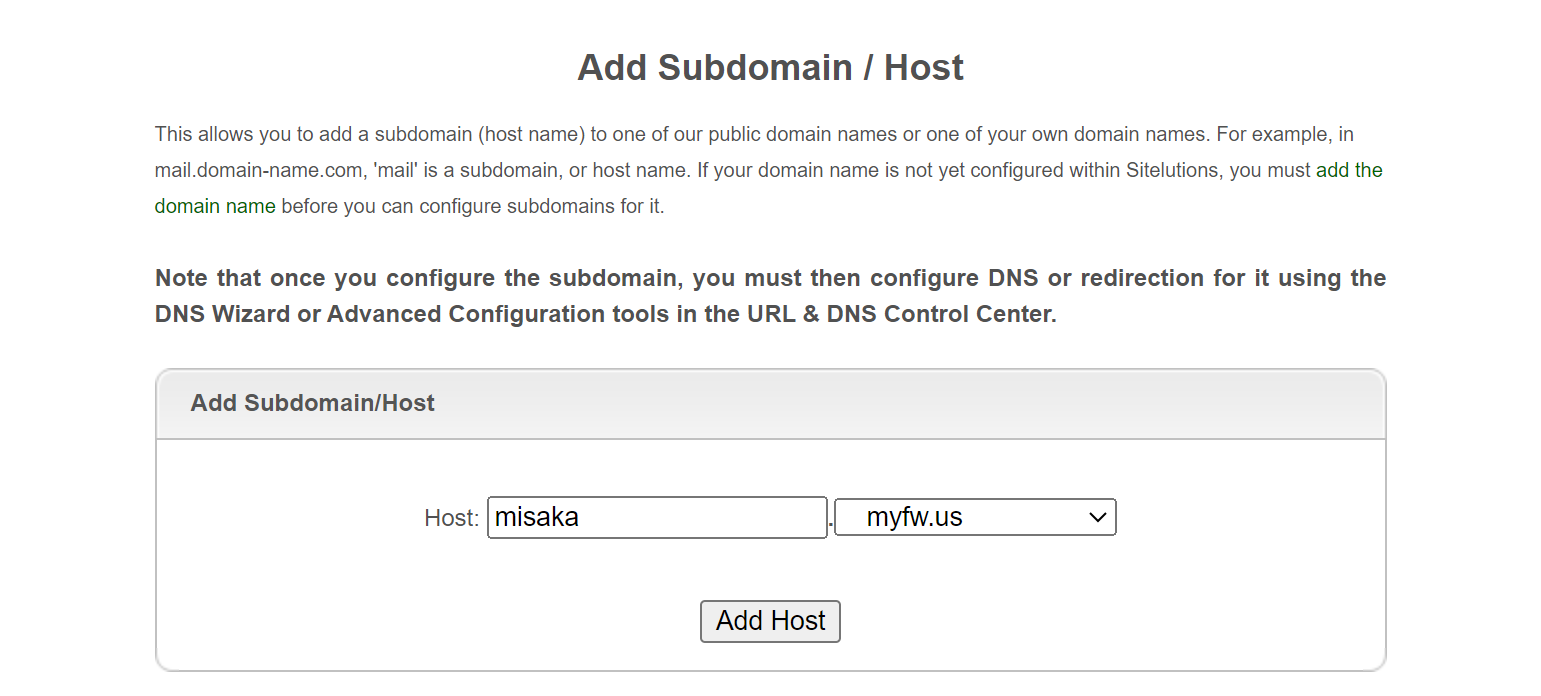 Add Subdomain / Host
This allows you to add a subdomain (host name) to one of our public domain names or one of your own domain names. For example, in
mail.domain-name.com, 'mail' is a subdomain, or host name. If your domain name is not yet configured within Sitelutions, you must add the
domain name before you can configure subdomains for it.
Note that once you configure the subdomain, you must then configure DNS or redirection for it using the
DNS Wizard or Advanced Configuration tools in the URL & DNS Control Center.
Add Subdomain/Host
Host: misaka . myfw.us
Add Host